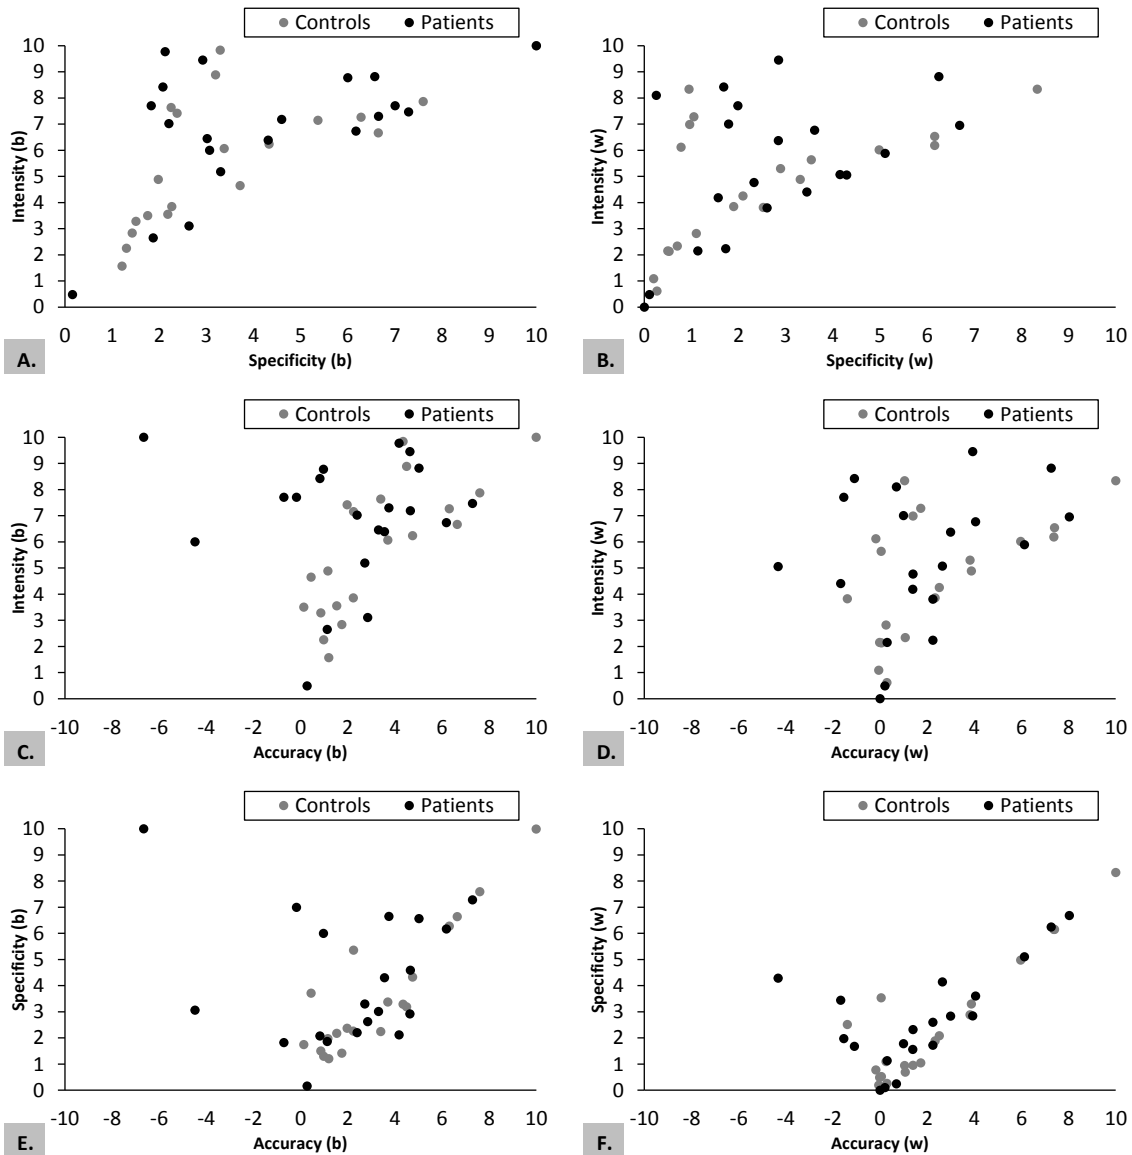 Controls Patients
Controls Patients
10
9
8
7
6
5
4
3
2
1
0
Intensity (b)
0 1 2 3 4 5 6 7 8 9 10
Specificity (b)
A.
10
9
8
7
6
5
4
3
2
1
0
Intensity (w)
0 1 2 3 4 5 6 7 8 9 10
Specificity (w)
B.
Controls Patients
Controls Patients
10
9
8
7
6
5
4
3
2
1
0
Intensity (b)
-10 -8 -6 -4 -2 0 2 4 6 8 10
Accuracy (b)
C.
10
9
8
7
6
5
4
3
2
1
0
Intensity (w)
-10 -8 -6 -4 -2 0 2 4 6 8 10
Accuracy (w)
D.
Controls Patients
Controls Patients
10
9
8
7
6
5
4
3
2
1
0
Specificity (b)
-10 -8 -6 -4 -2 0 2 4 6 8 10
Accuracy (b)
E.
10
9
8
7
6
5
4
3
2
1
0
Specificity (w)
-10 -8 -6 -4 -2 0 2 4 6 8 10
Accuracy (w)
F.